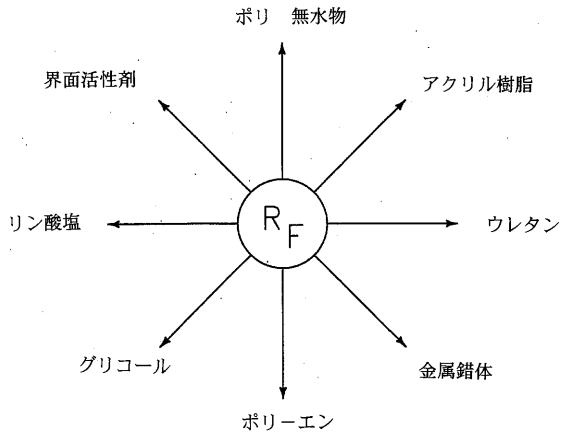 ポリ 無水物
界面活性剤
アクリル樹脂
リン酸塩
RF
ウレタン
グリコール
金属錯体
ポリ−エン